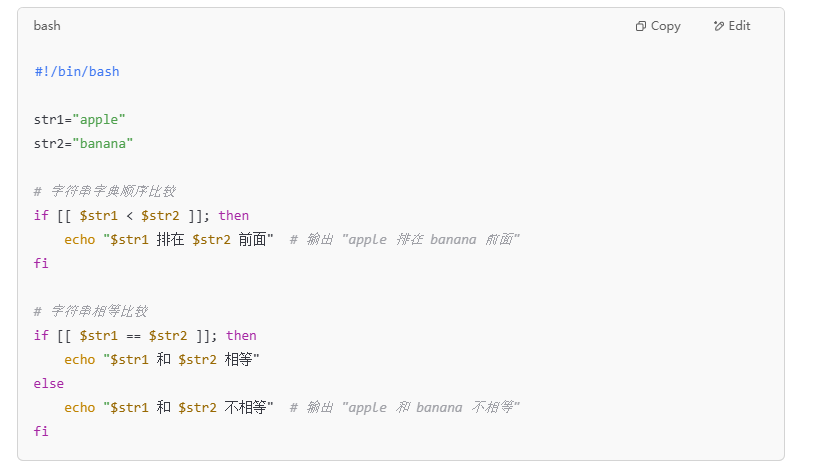 bash
Copy
Edit
#!/bin/bash
str1="apple"
str2="banana"
# 字符串字典顺序比较
if [[ $str1 < $str2 ]]; then
    echo "$str1 排在 $str2 前面"  # 输出 "apple 排在 banana 前面"
fi
# 字符串相等比较
if [[ $str1 == $str2 ]]; then
    echo "$str1 和 $str2 相等"
else
    echo "$str1 和 $str2 不相等"  # 输出 "apple 和 banana 不相等"
fi